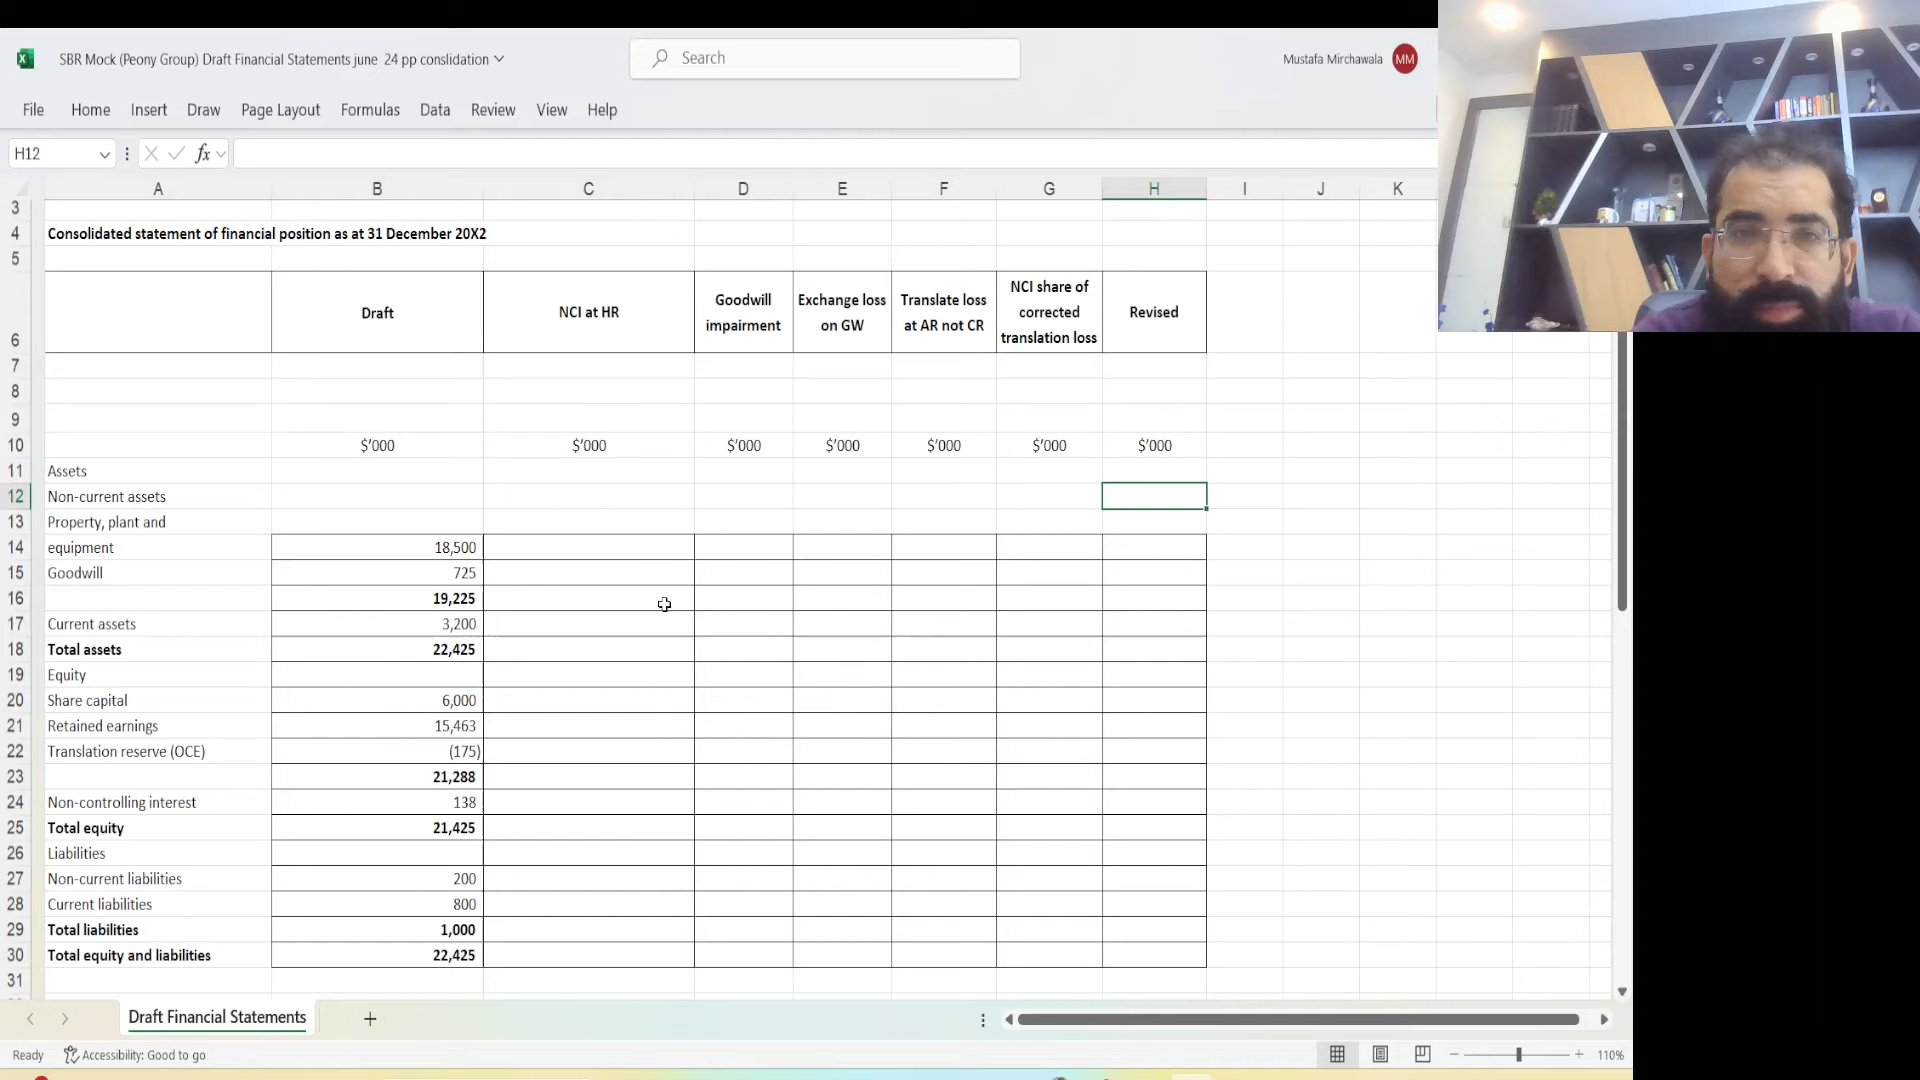 SBR Mock (Peony Group) Draft Financial Statements june 24 pp conslidation
Search
Mustafa Mirchawala MM
File Home Insert Draw Page Layout Formulas Data Review View Help
H12 fx
A B C D E F G H I J K
3
4 Consolidated statement of financial position as at 31 December 20X2
5
6 Draft NCI at HR Goodwill impairment Exchange loss on GW Translate loss at AR not CR NCI share of corrected translation loss Revised
7
8
9
10 $'000 $'000 $'000 $'000 $'000 $'000 $'000
11 Assets
12 Non-current assets
13 Property, plant and
14 equipment 18,500
15 Goodwill 725
16 19,225
17 Current assets 3,200
18 Total assets 22,425
19 Equity
20 Share capital 6,000
21 Retained earnings 15,463
22 Translation reserve (OCE) (175)
23 21,288
24 Non-controlling interest 138
25 Total equity 21,425
26 Liabilities
27 Non-current liabilities 200
28 Current liabilities 800
29 Total liabilities 1,000
30 Total equity and liabilities 22,425
31
Draft Financial Statements
Ready Accessibility: Good to go 110%